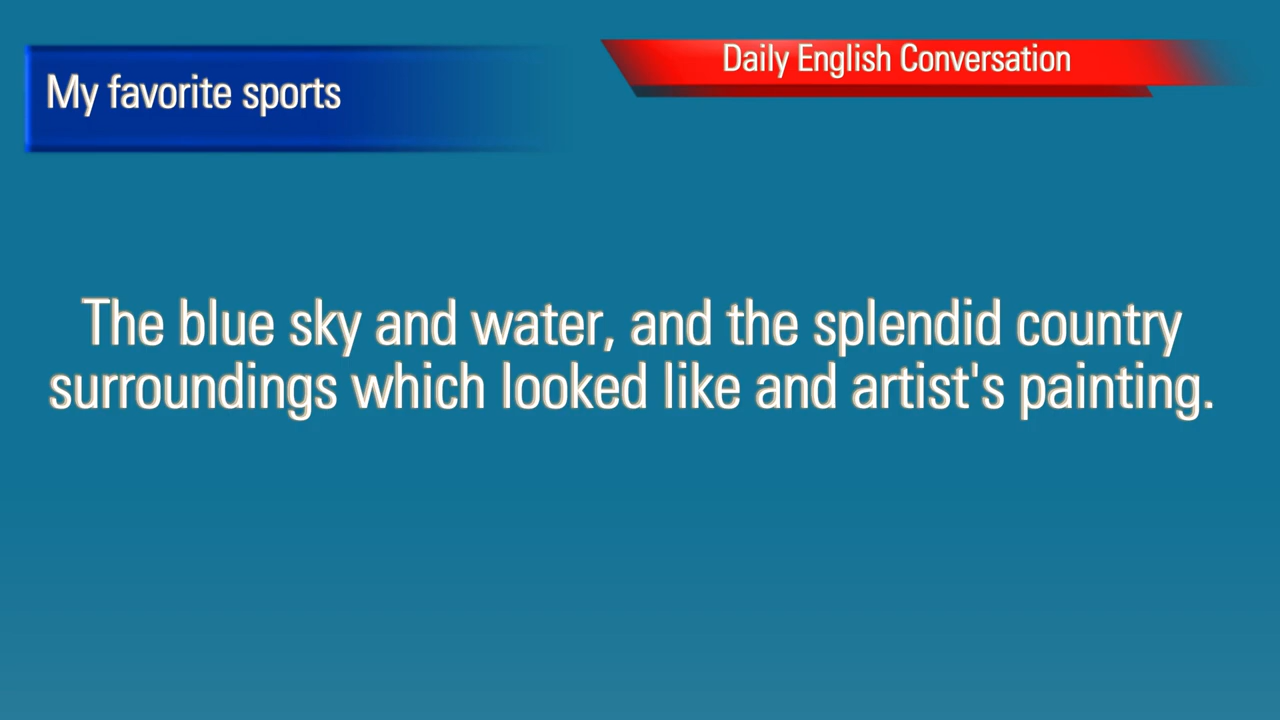 Daily English Conversation
My favorite sports
The blue sky and water, and the splendid country
surroundings which looked like and artist's painting.